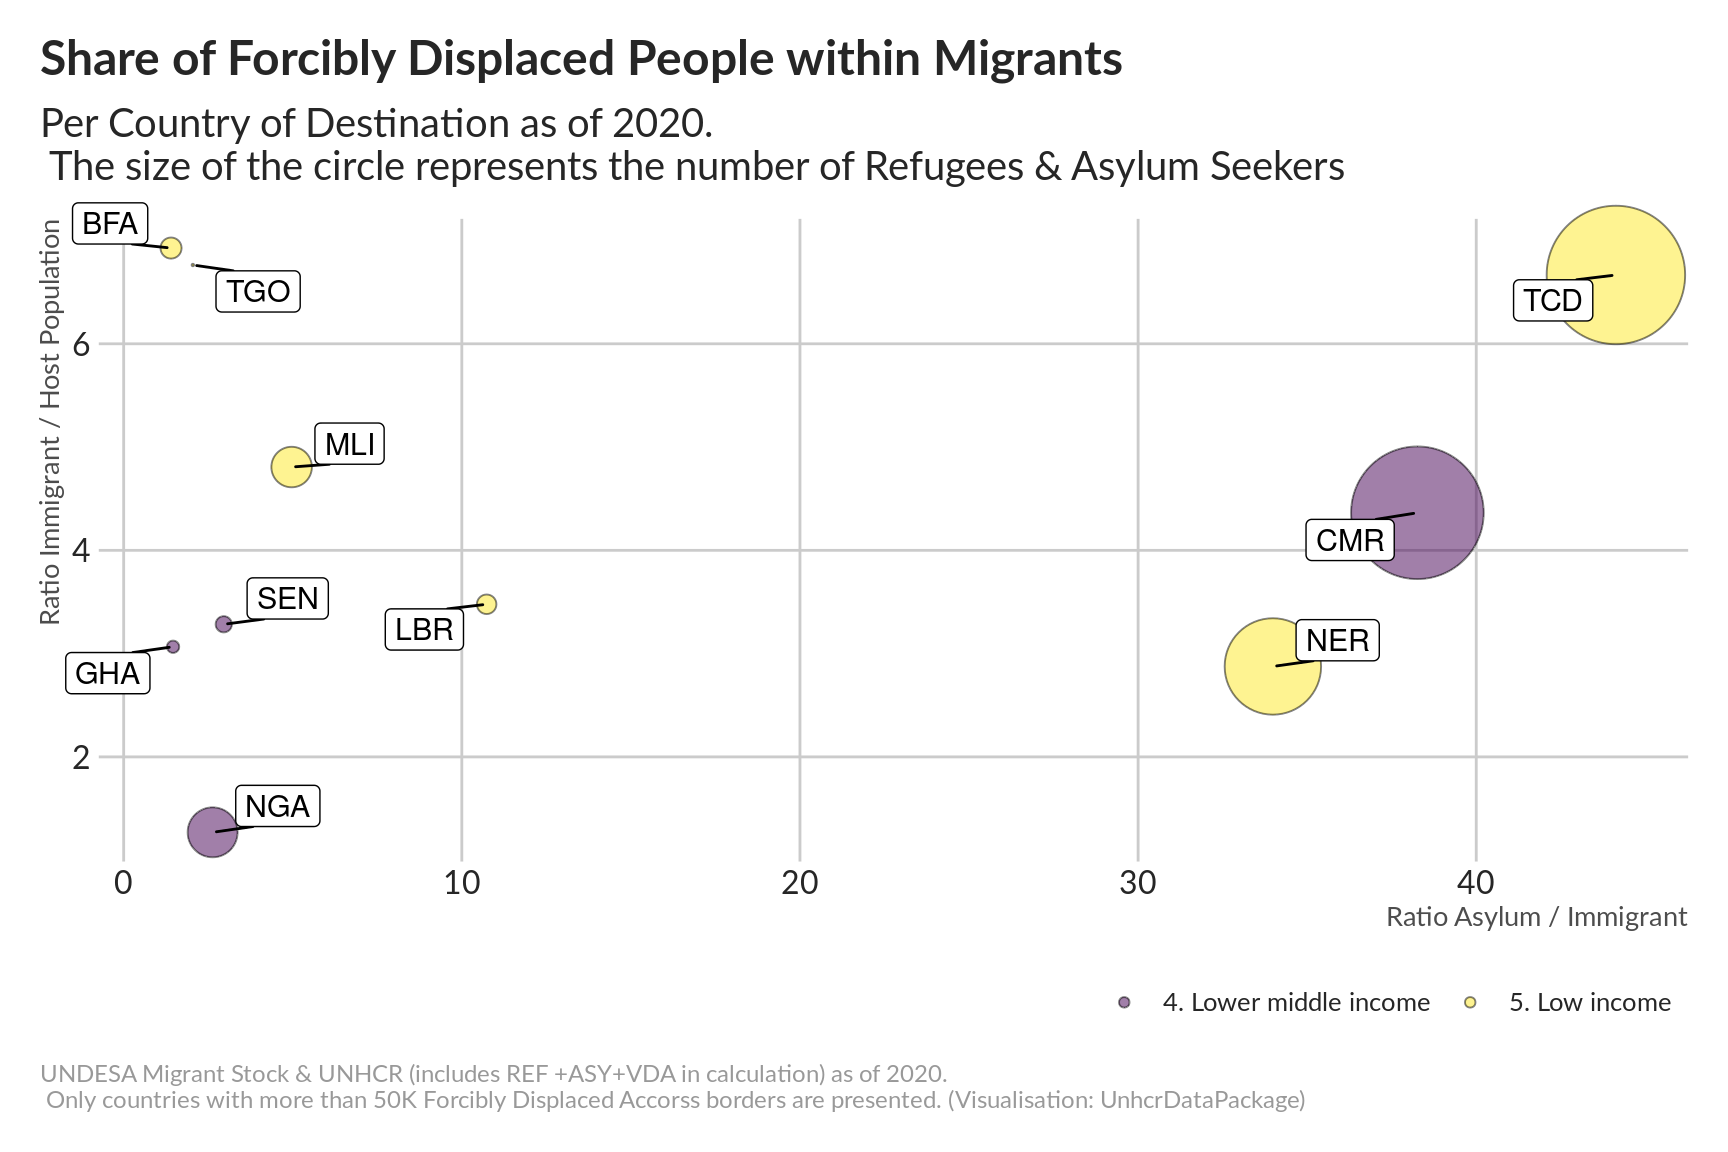 Share of Forcibly Displaced People within Migrants
Per Country of Destination as of 2020.
The size of the circle represents the number of Refugees & Asylum Seekers
Ratio Immigrant / Host Population
BFA
TGO
TCD
6
MLI
CMR
4
SEN
LBR
NER
GHA
2
NGA
0 10 20 30 40
Ratio Asylum / Immigrant
4. Lower middle income 5. Low income
UNDESA Migrant Stock & UNHCR (includes REF +ASY+VDA in calculation) as of 2020.
Only countries with more than 50K Forcibly Displaced Accorss borders are presented. (Visualisation: UnhcrDataPackage)